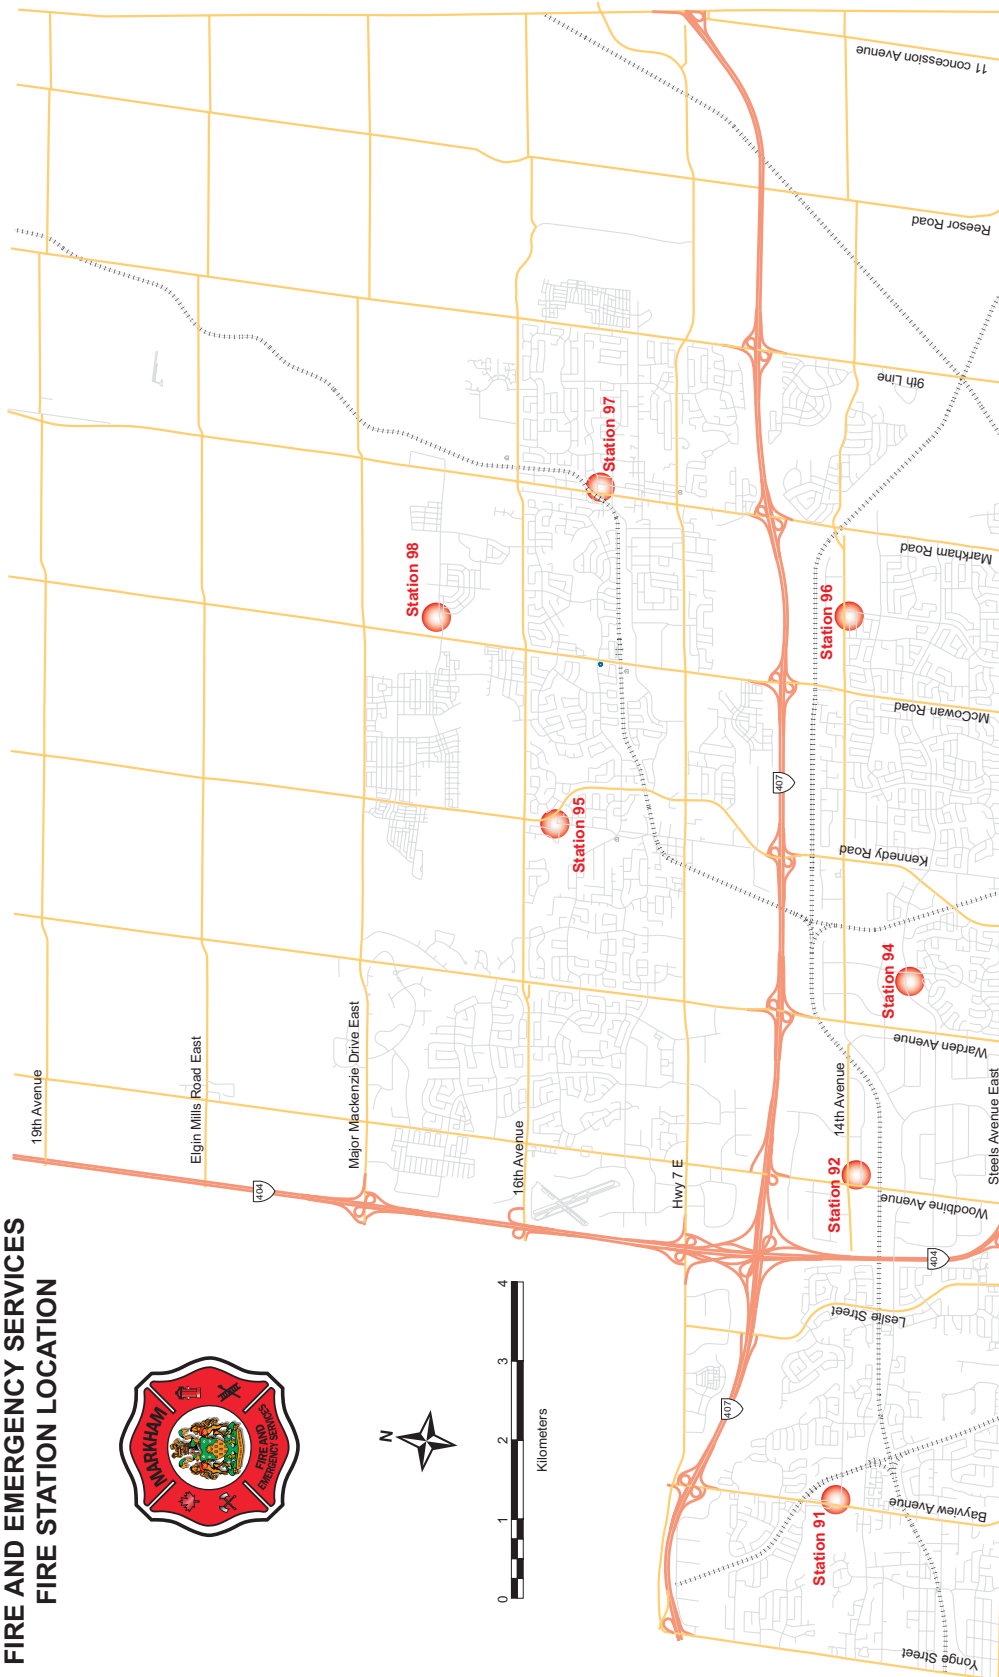 FIRE AND EMERGENCY SERVICES
FIRE STATION LOCATION
MARKHAM
FIRE AND
EMERGENCY SERVICES
N
0 1 2 3 4
Kilometers
19th Avenue
Elgin Mills Road East
Major Mackenzie Drive East
16th Avenue
Hwy 7 E
14th Avenue
Steels Avenue East
404
404
407
407
Yonge Street
Bayview Avenue
Leslie Street
Woodbine Avenue
Warden Avenue
Kennedy Road
McCowan Road
Markham Road
9th Line
Reesor Road
11 concession Avenue
Station 91
Station 92
Station 94
Station 95
Station 96
Station 97
Station 98